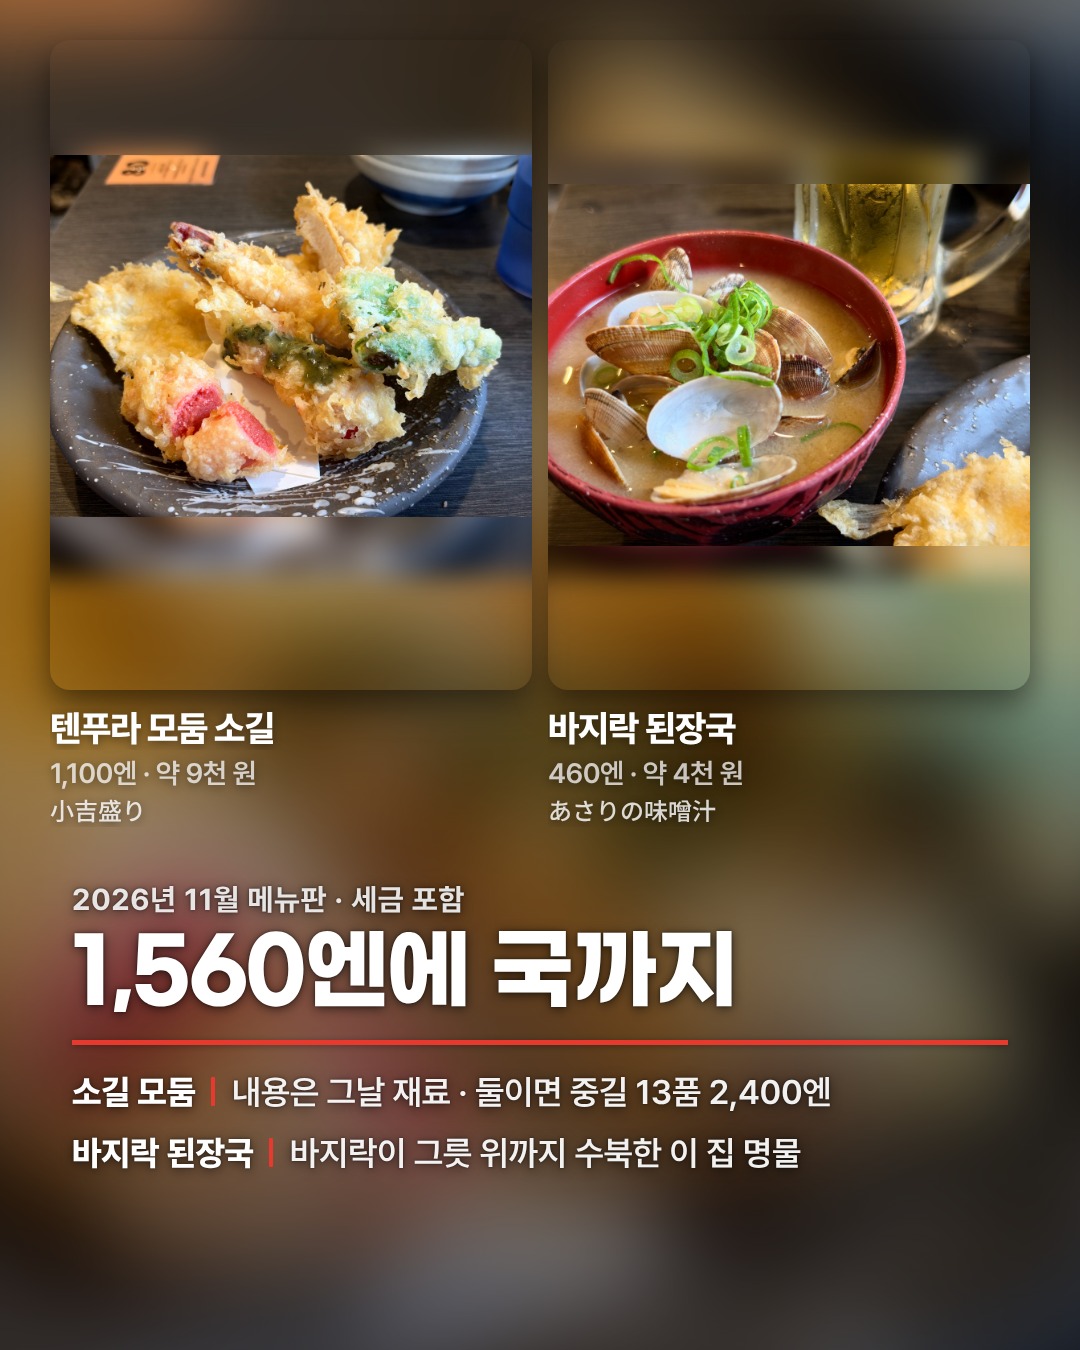 텐푸라 모둠 소길
1,100엔 · 약 9천 원
小吉盛り
바지락 된장국
460엔 · 약 4천 원
あさりの味噌汁
2026년 11월 메뉴판 · 세금 포함
1,560엔에 국까지
소길 모둠 | 내용은 그날 재료 · 둘이면 중길 13품 2,400엔
바지락 된장국 | 바지락이 그릇 위까지 수북한 이 집 명물